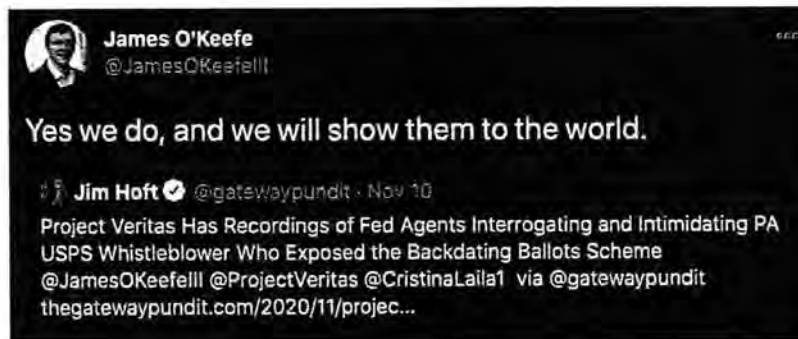 James O'Keefe
@JamesOKeefeIII
Yes we do, and we will show them to the world.
Jim Hoft @gatewaypundit · Nov 10
Project Veritas Has Recordings of Fed Agents Interrogating and Intimidating PA
USPS Whistleblower Who Exposed the Backdating Ballots Scheme
@JamesOKeefeIII @ProjectVeritas @CristinaLaila1 via @gatewaypundit
thegatewaypundit.com/2020/11/projec...